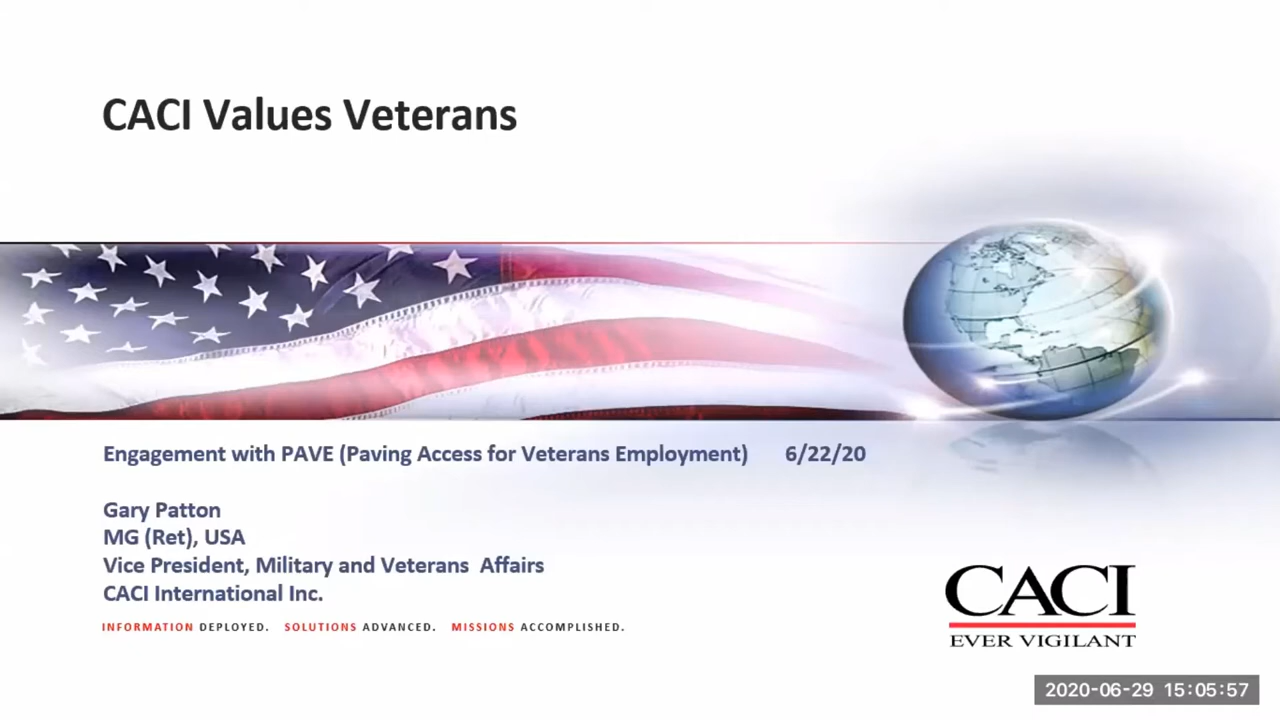 CACI Values Veterans
Engagement with PAVE (Paving Access for Veterans Employment) 6/22/20
Gary Patton
MG (Ret), USA
Vice President, Military and Veterans Affairs
CACI International Inc.
INFORMATION DEPLOYED. SOLUTIONS ADVANCED. MISSIONS ACCOMPLISHED.
CACI
EVER VIGILANT
2020-06-29 15:05:57